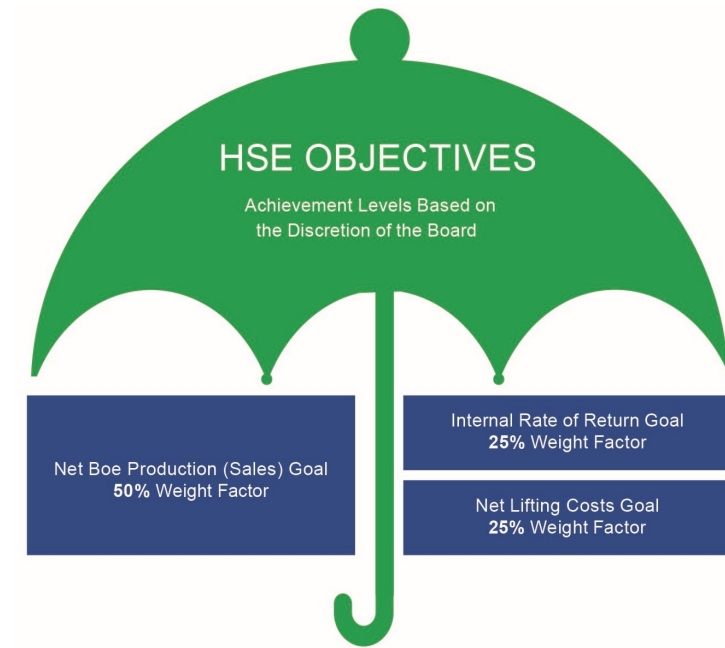 HSE OBJECTIVES
Achievement Levels Based on
the Discretion of the Board
Net Boe Production (Sales) Goal
50% Weight Factor
Internal Rate of Return Goal
25% Weight Factor
Net Lifting Costs Goal
25% Weight Factor